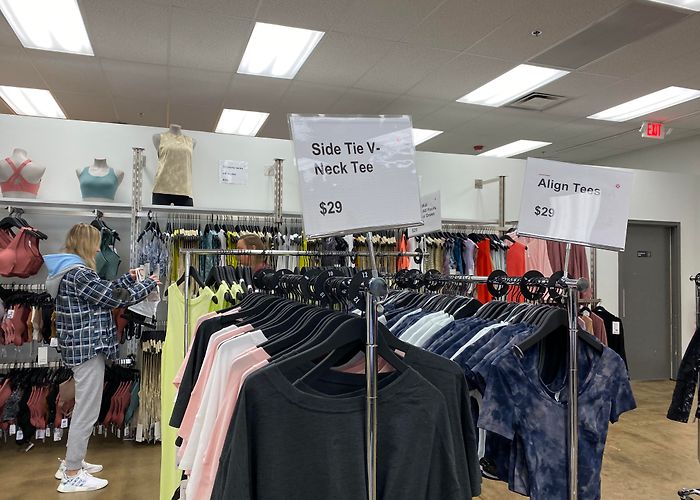 Side Tie V-
Neck Tee
$29
Align Tees
$29
EXIT